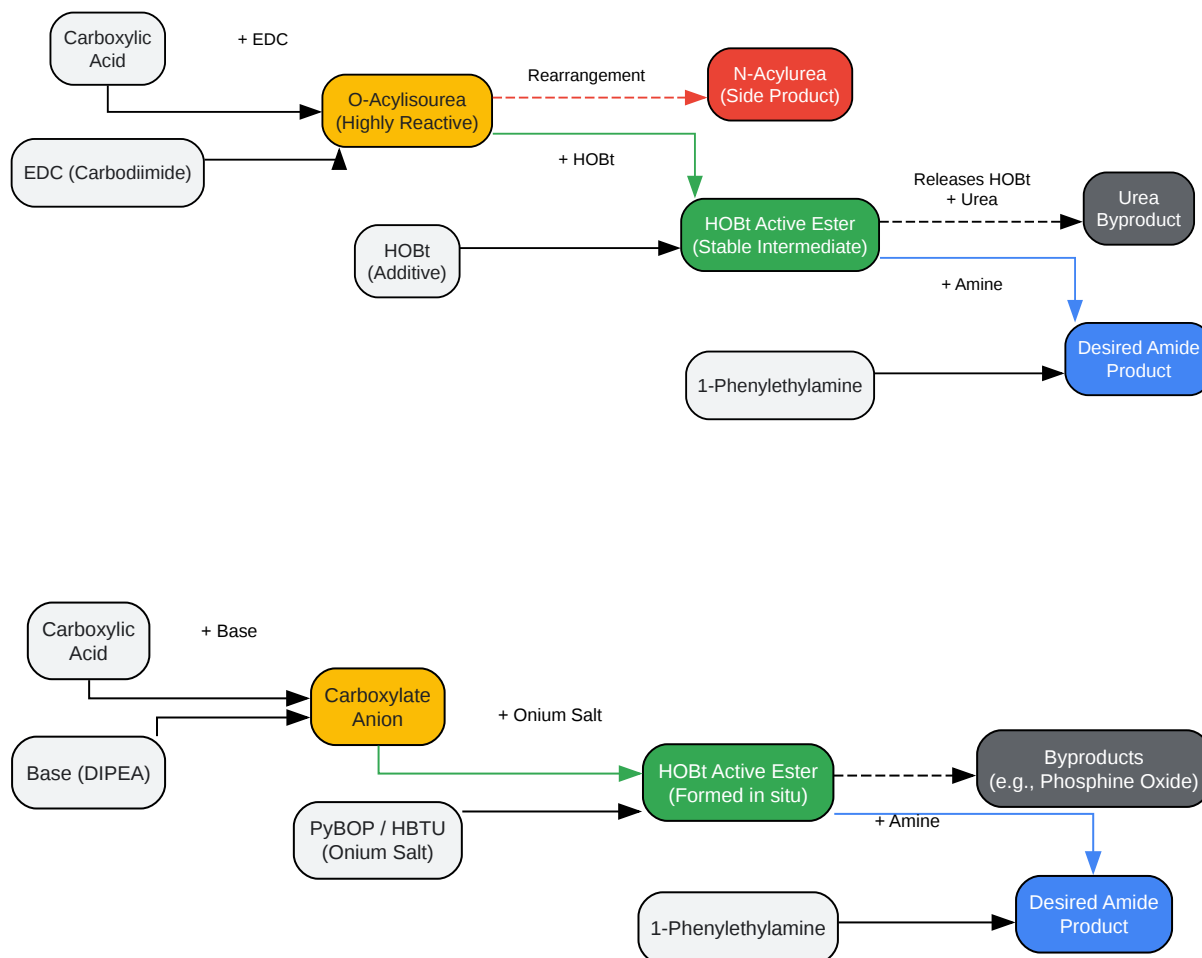 Carboxylic
Acid
+ EDC
O-Acylisourea
(Highly Reactive)
Rearrangement
N-Acylurea
(Side Product)
EDC (Carbodiimide)
+ HOBt
Releases HOBt
+ Urea
Urea
Byproduct
HOBt
(Additive)
HOBt Active Ester
(Stable Intermediate)
+ Amine
1-Phenylethylamine
Desired Amide
Product
Carboxylic
Acid
+ Base
Carboxylate
Anion
+ Onium Salt
Base (DIPEA)
HOBt Active Ester
(Formed in situ)
Byproducts
(e.g., Phosphine Oxide)
PyBOP / HBTU
(Onium Salt)
+ Amine
1-Phenylethylamine
Desired Amide
Product